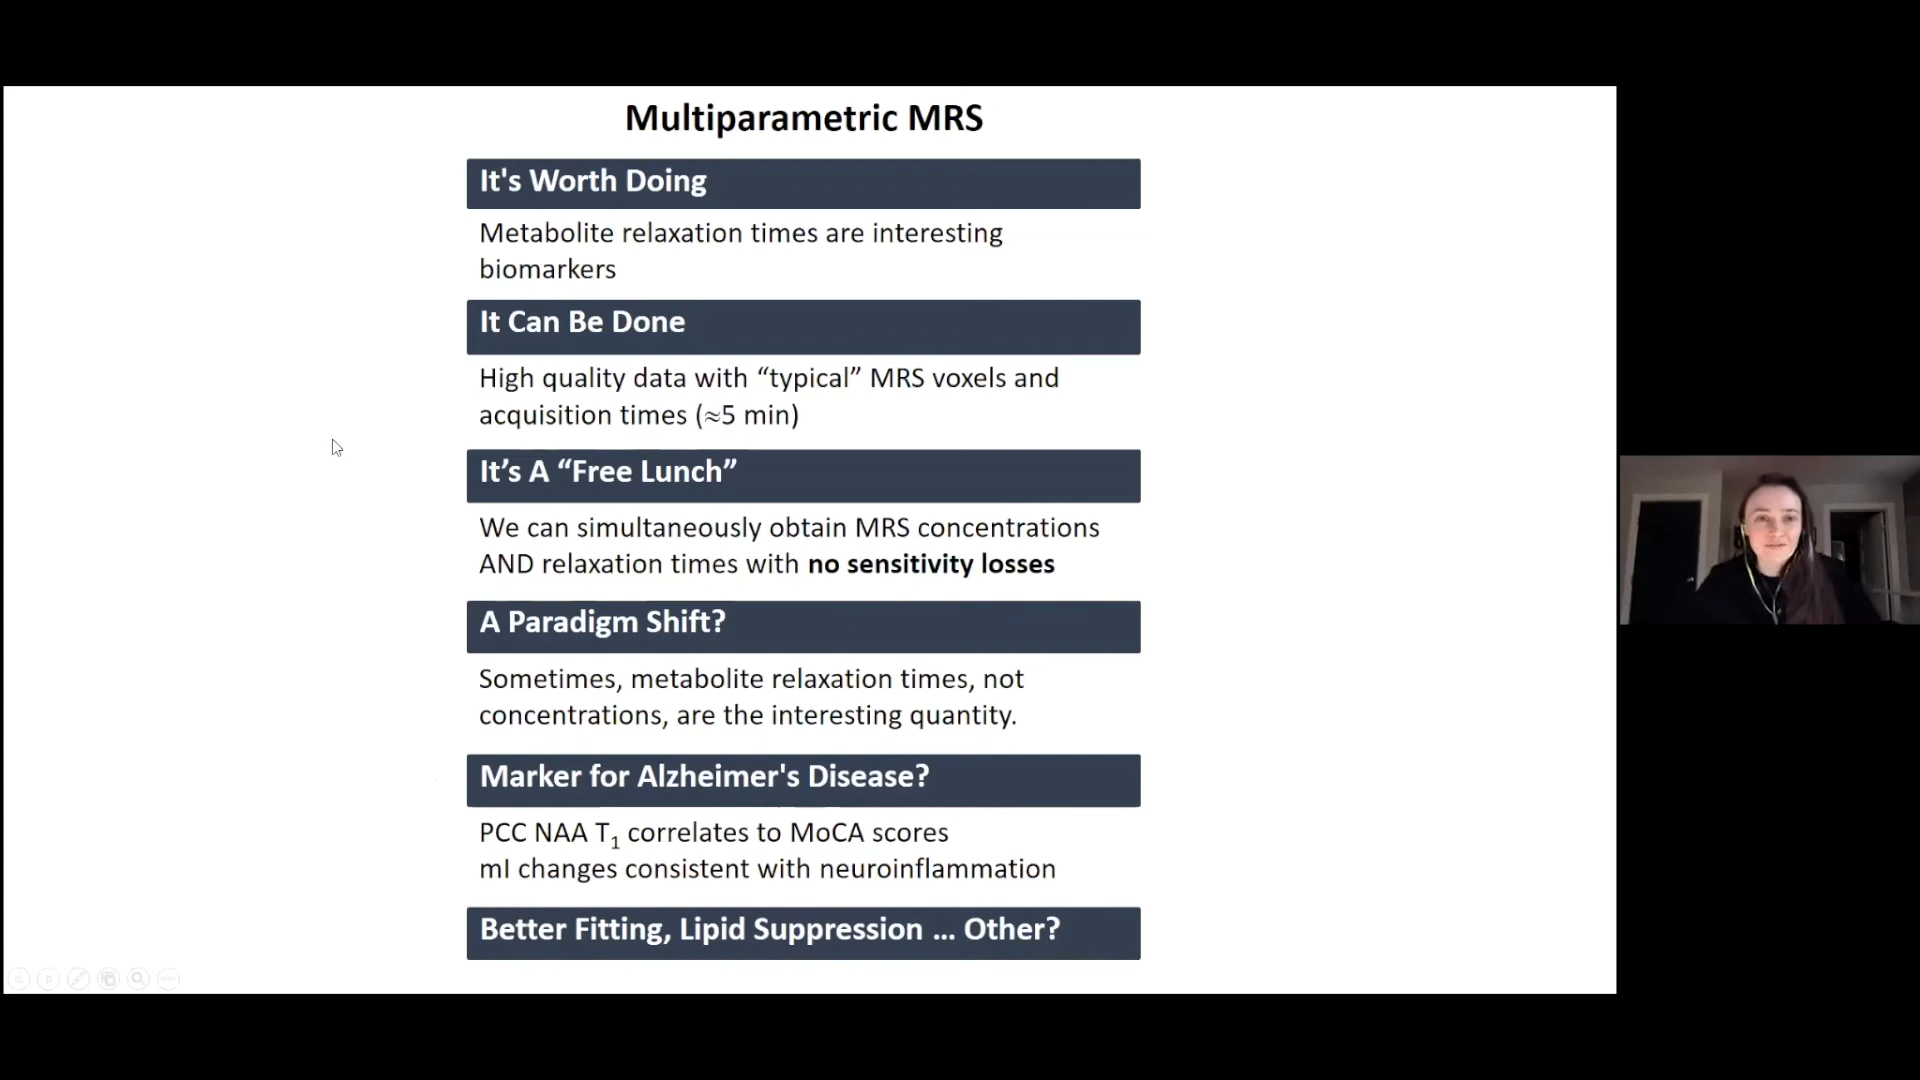 Multiparametric MRS
It's Worth Doing
Metabolite relaxation times are interesting
biomarkers
It Can Be Done
High quality data with “typical” MRS voxels and
acquisition times (≈5 min)
It’s A “Free Lunch”
We can simultaneously obtain MRS concentrations
AND relaxation times with no sensitivity losses
A Paradigm Shift?
Sometimes, metabolite relaxation times, not
concentrations, are the interesting quantity.
Marker for Alzheimer's Disease?
PCC NAA T₁ correlates to MoCA scores
mI changes consistent with neuroinflammation
Better Fitting, Lipid Suppression ... Other?